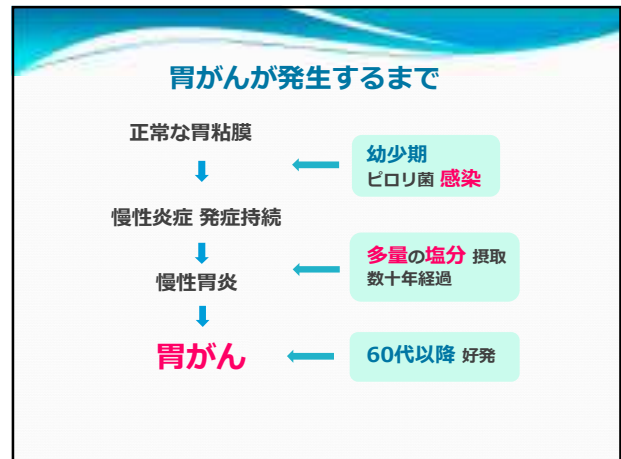 胃がんが発生するまで
正常な胃粘膜
幼少期
ピロリ菌 感染
慢性炎症 発症持続
多量の塩分 摂取
数十年経過
慢性胃炎
胃がん
60代以降 好発